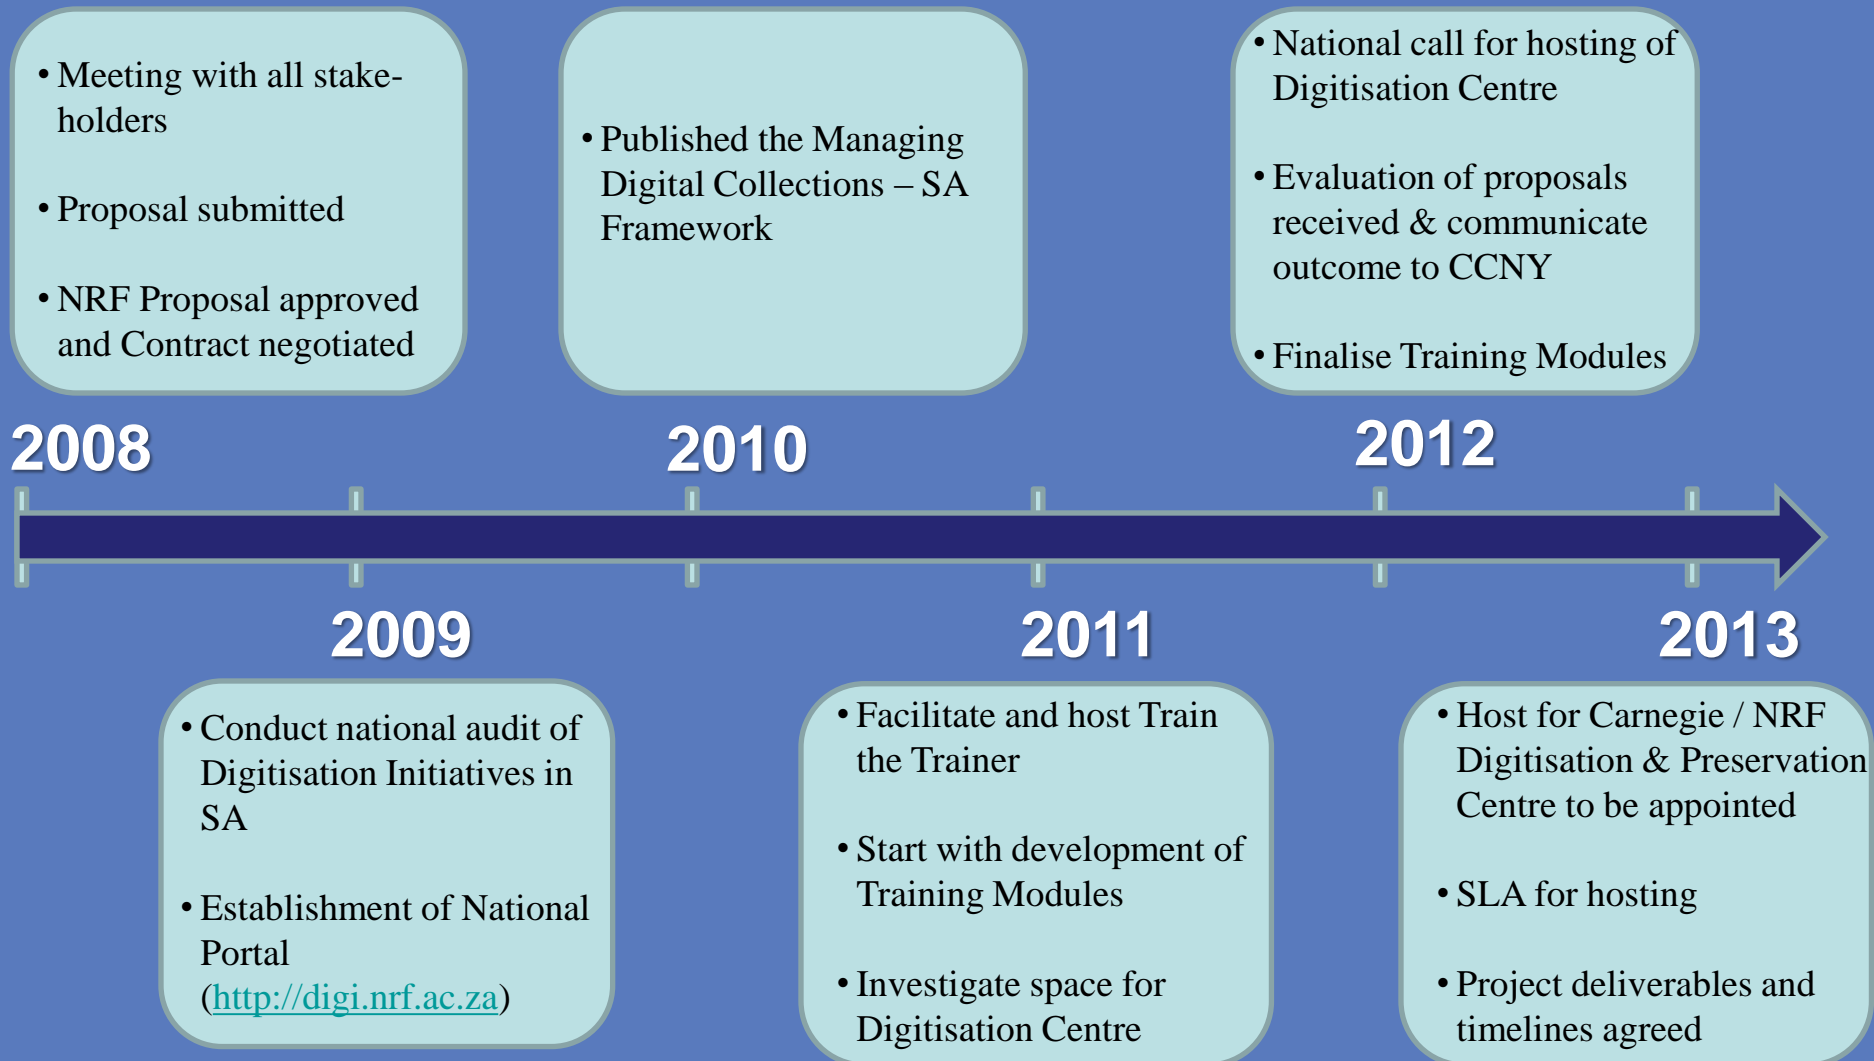 • Meeting with all stake-
holders
• Proposal submitted
• NRF Proposal approved
and Contract negotiated
• Published the Managing
Digital Collections – SA
Framework
• National call for hosting of
Digitisation Centre
• Evaluation of proposals
received & communicate
outcome to CCNY
• Finalise Training Modules
2008
2010
2012
2009
2011
2013
• Conduct national audit of
Digitisation Initiatives in
SA
• Establishment of National
Portal
(http://digi.nrf.ac.za)
• Facilitate and host Train
the Trainer
• Start with development of
Training Modules
• Investigate space for
Digitisation Centre
• Host for Carnegie / NRF
Digitisation & Preservation
Centre to be appointed
• SLA for hosting
• Project deliverables and
timelines agreed